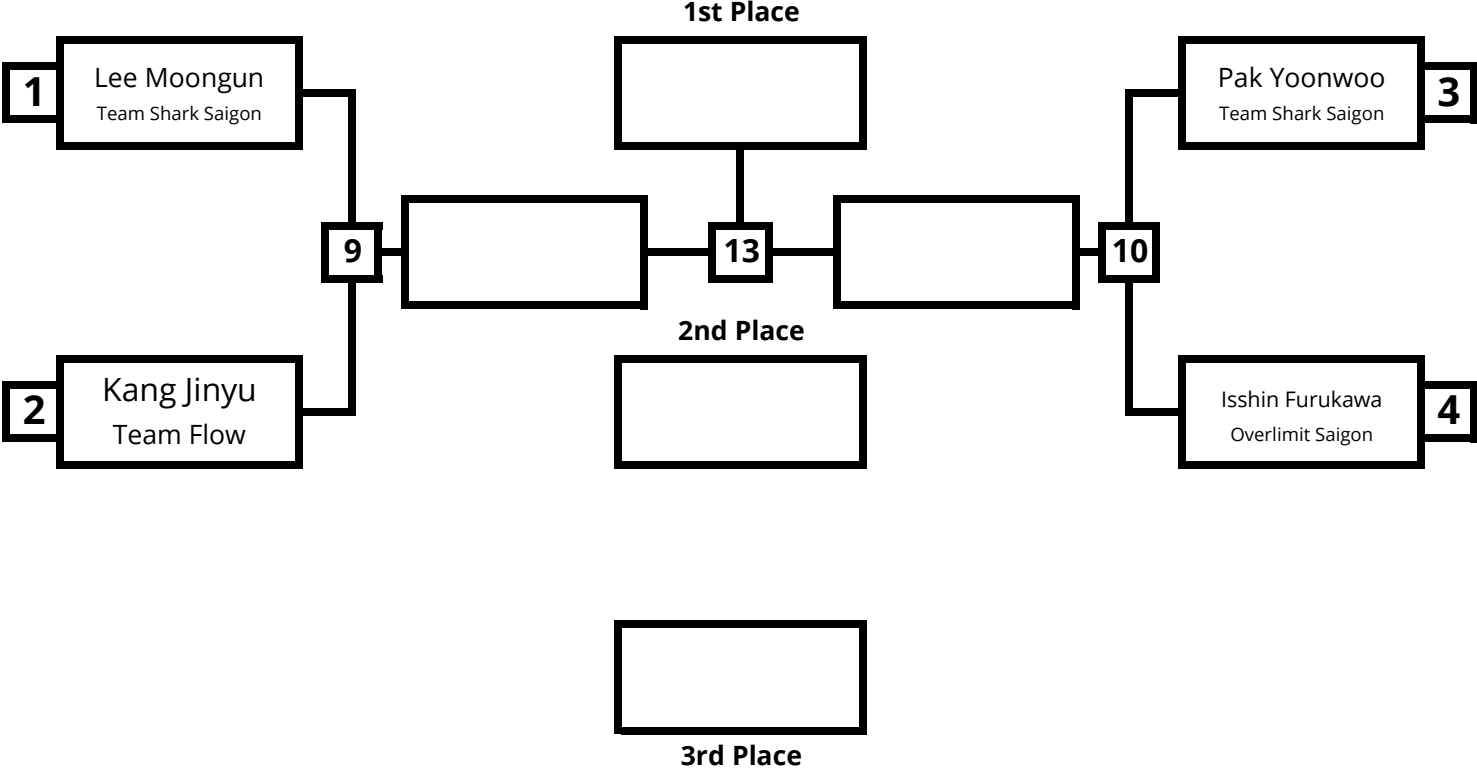 1st Place
1
Lee Moongun
Team Shark Saigon
Pak Yoonwoo
Team Shark Saigon
3
9
13
10
2nd Place
2
Kang Jinyu
Team Flow
Isshin Furukawa
Overlimit Saigon
4
3rd Place